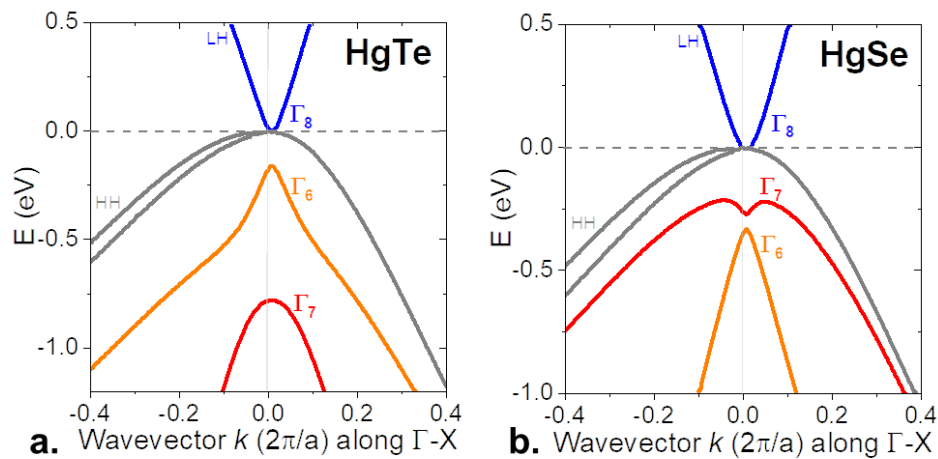 0.5
LH
HgTe
Γ8
0.0
Γ6
HH
E (eV)
-0.5
Γ7
-1.0
-0.4 -0.2 0.0 0.2 0.4
a. Wavevector k (2π/a) along Γ-X
0.5
LH
HgSe
Γ8
0.0
Γ7
HH
E (eV)
Γ6
-0.5
-1.0
-0.4 -0.2 0.0 0.2 0.4
b. Wavevector k (2π/a) along Γ-X